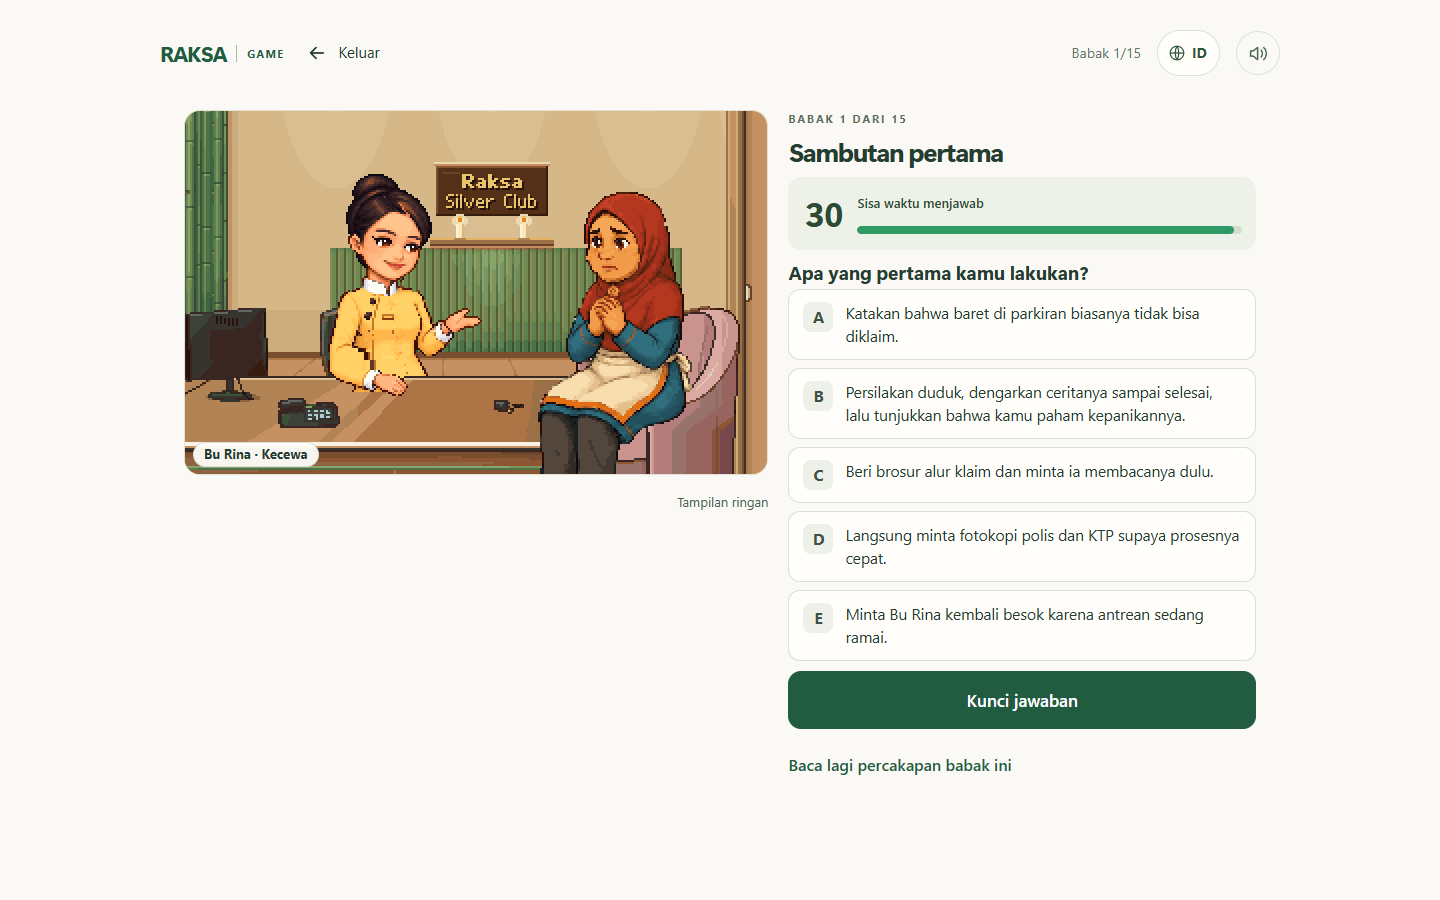 RAKSA
GAME
Keluar
Babak 1/15
ID
Raksa
Silver Club
Bu Rina · Kecewa
Tampilan ringan
BABAK 1 DARI 15
Sambutan pertama
30
Sisa waktu menjawab
Apa yang pertama kamu lakukan?
A
Katakan bahwa baret di parkiran biasanya tidak bisa
diklaim.
B
Persilakan duduk, dengarkan ceritanya sampai selesai,
lalu tunjukkan bahwa kamu paham kepanikannya.
C
Beri brosur alur klaim dan minta ia membacanya dulu.
D
Langsung minta fotokopi polis dan KTP supaya prosesnya
cepat.
E
Minta Bu Rina kembali besok karena antrean sedang
ramai.
Kunci jawaban
Baca lagi percakapan babak ini